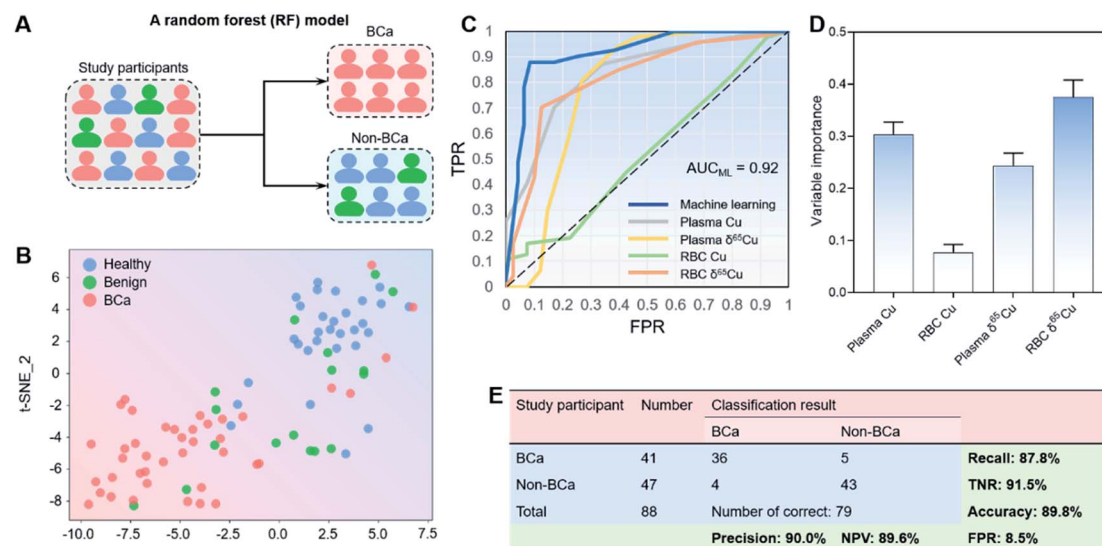 A
A random forest (RF) model
Study participants
BCa
Non-BCa
B
Healthy
Benign
BCa
t-SNE_2
6
4
2
0
-2
-4
-6
-8
-10.0
-7.5
-5.0
-2.5
0.0
2.5
5.0
7.5
C
TPR
1
0.9
0.8
0.7
0.6
0.5
0.4
0.3
0.2
0.1
0
AUCML = 0.92
Machine learning
Plasma Cu
Plasma δ65Cu
RBC Cu
RBC δ65Cu
0 0.1 0.2 0.3 0.4 0.5 0.6 0.7 0.8 0.9 1
FPR
D
Variable importance
0.5
0.4
0.3
0.2
0.1
0.0
Plasma Cu
RBC Cu
Plasma δ65Cu
RBC δ65Cu
E
Study participant Number Classification result
BCa Non-BCa
BCa 41 36 5 Recall: 87.8%
Non-BCa 47 4 43 TNR: 91.5%
Total 88 Number of correct: 79 Accuracy: 89.8%
Precision: 90.0% NPV: 89.6% FPR: 8.5%